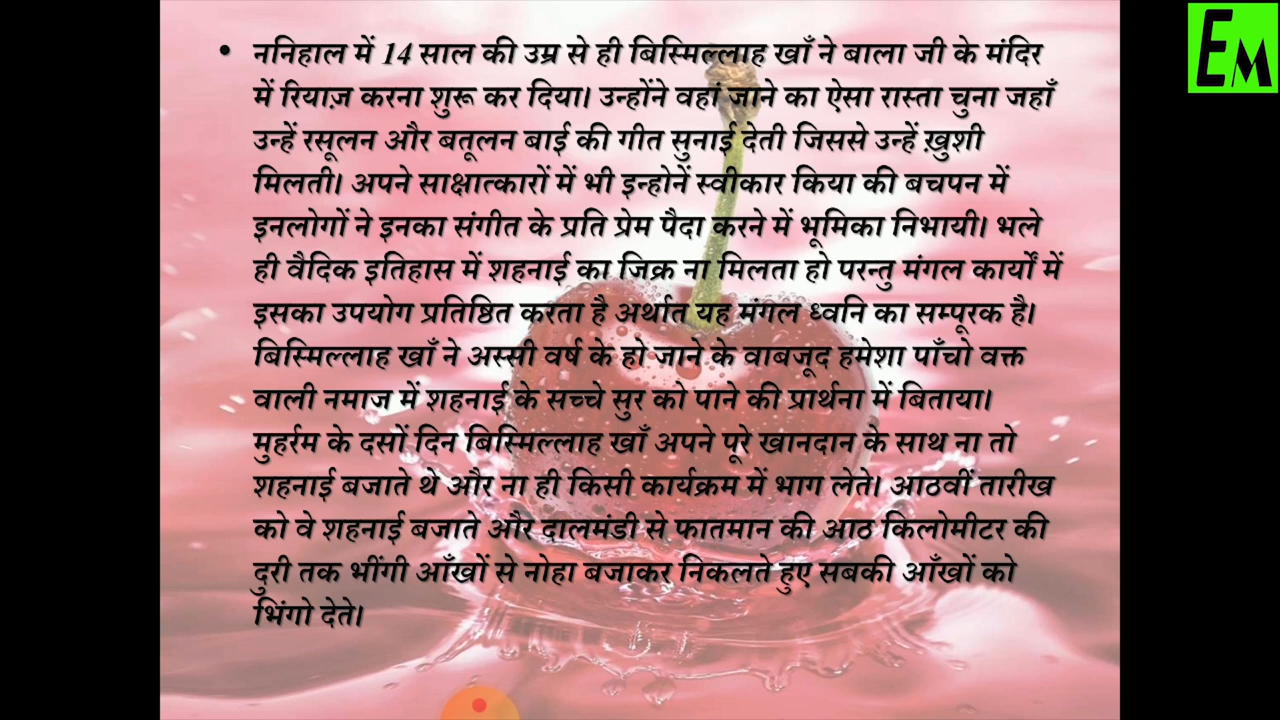 • ननिहाल में 14 साल की उम्र से ही बिस्मिल्लाह खाँ ने बाला जी के मंदिर
में रियाज़ करना शुरू कर दिया। उन्होंने वहां जाने का ऐसा रास्ता चुना जहाँ
उन्हें रसूलन और बतूलन बाई की गीत सुनाई देती जिससे उन्हें ख़ुशी
मिलती। अपने साक्षात्कारों में भी इन्होनें स्वीकार किया की बचपन में
इनलोगों ने इनका संगीत के प्रति प्रेम पैदा करने में भूमिका निभायी। भले
ही वैदिक इतिहास में शहनाई का जिक्र ना मिलता हो परन्तु मंगल कार्यों में
इसका उपयोग प्रतिष्ठित करता है अर्थात यह मंगल ध्वनि का सम्पूरक है।
बिस्मिल्लाह खाँ ने अस्सी वर्ष के हो जाने के वाबजूद हमेशा पाँचो वक्त
वाली नमाज में शहनाई के सच्चे सुर को पाने की प्रार्थना में बिताया।
मुहर्रम के दसों दिन बिस्मिल्लाह खाँ अपने पूरे खानदान के साथ ना तो
शहनाई बजाते थे और ना ही किसी कार्यक्रम में भाग लेते। आठवीं तारीख
को वे शहनाई बजाते और दालमंडी से फातमान की आठ किलोमीटर की
दुरी तक भींगी आँखों से नोहा बजाकर निकलते हुए सबकी आँखों को
भिंगो देते।
EM